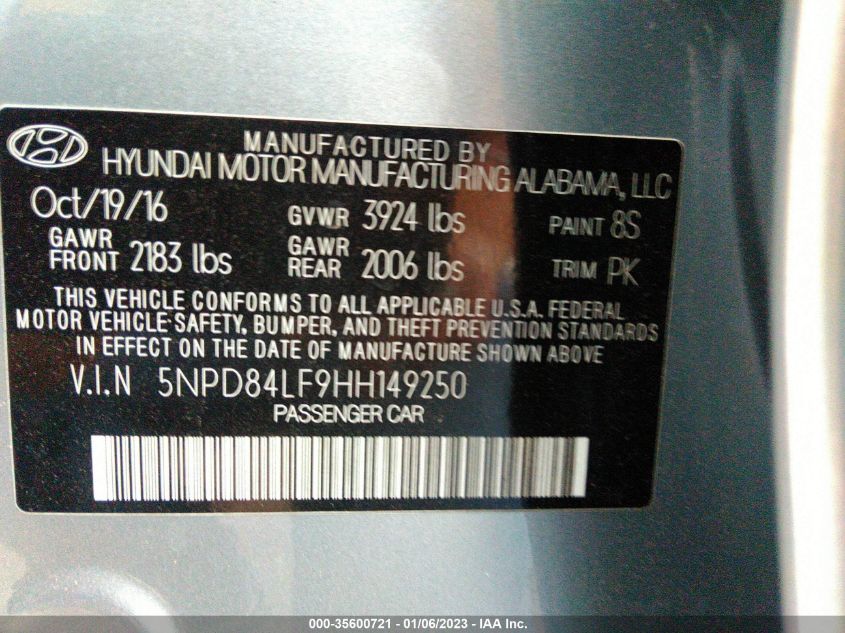 MANUFACTURED BY
HYUNDAI MOTOR MANUFACTURING ALABAMA, LLC
Oct/19/16 GVWR 3924 lbs PAINT 8S
GAWR FRONT 2183 lbs GAWR REAR 2006 lbs TRIM PK
THIS VEHICLE CONFORMS TO ALL APPLICABLE U.S.A. FEDERAL
MOTOR VEHICLE-SAFETY, BUMPER, AND THEFT PREVENTION STANDARDS
IN EFFECT ON THE DATE OF MANUFACTURE SHOWN ABOVE
V.I.N 5NPD84LF9HH149250
PASSENGER CAR
000-35600721 - 01/06/2023 - IAA Inc.